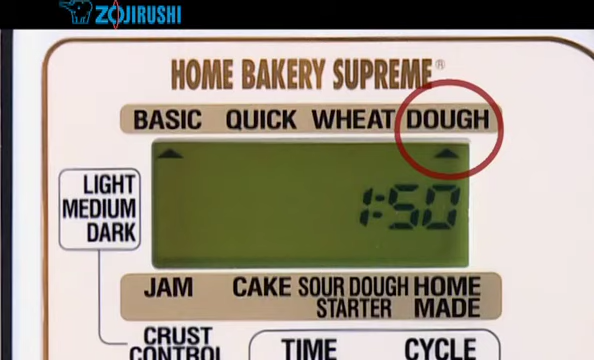 ZOJIRUSHI
HOME BAKERY SUPREME®
BASIC QUICK WHEAT DOUGH
LIGHT
MEDIUM
DARK
1:50
JAM CAKE SOUR DOUGH STARTER HOME MADE
CRUST CONTROL
TIME CYCLE